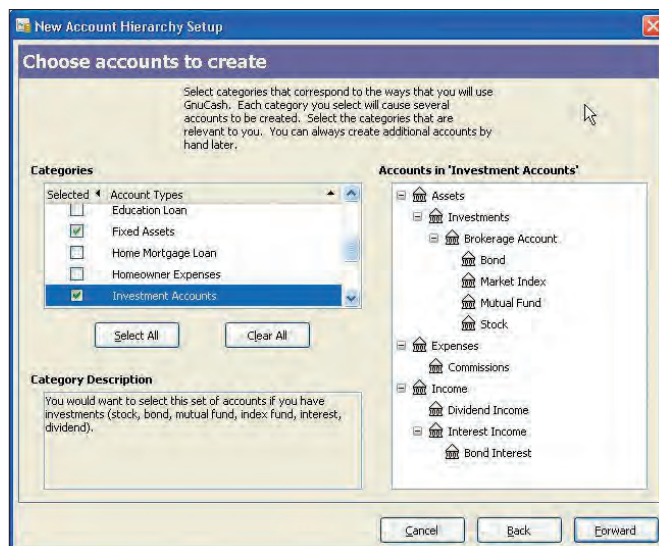 New Account Hierarchy Setup
Choose accounts to create
Select categories that correspond to the ways that you will use
GnuCash. Each category you select will cause several
accounts to be created. Select the categories that are
relevant to you. You can always create additional accounts by
hand later.
Categories
Selected Account Types
Education Loan
Fixed Assets
Home Mortgage Loan
Homeowner Expenses
Investment Accounts
Select All Clear All
Category Description
You would want to select this set of accounts if you have
investments (stock, bond, mutual fund, index fund, interest,
dividend).
Accounts in 'Investment Accounts'
Assets
Investments
Brokerage Account
Bond
Market Index
Mutual Fund
Stock
Expenses
Commissions
Income
Dividend Income
Interest Income
Bond Interest
Cancel Back Forward